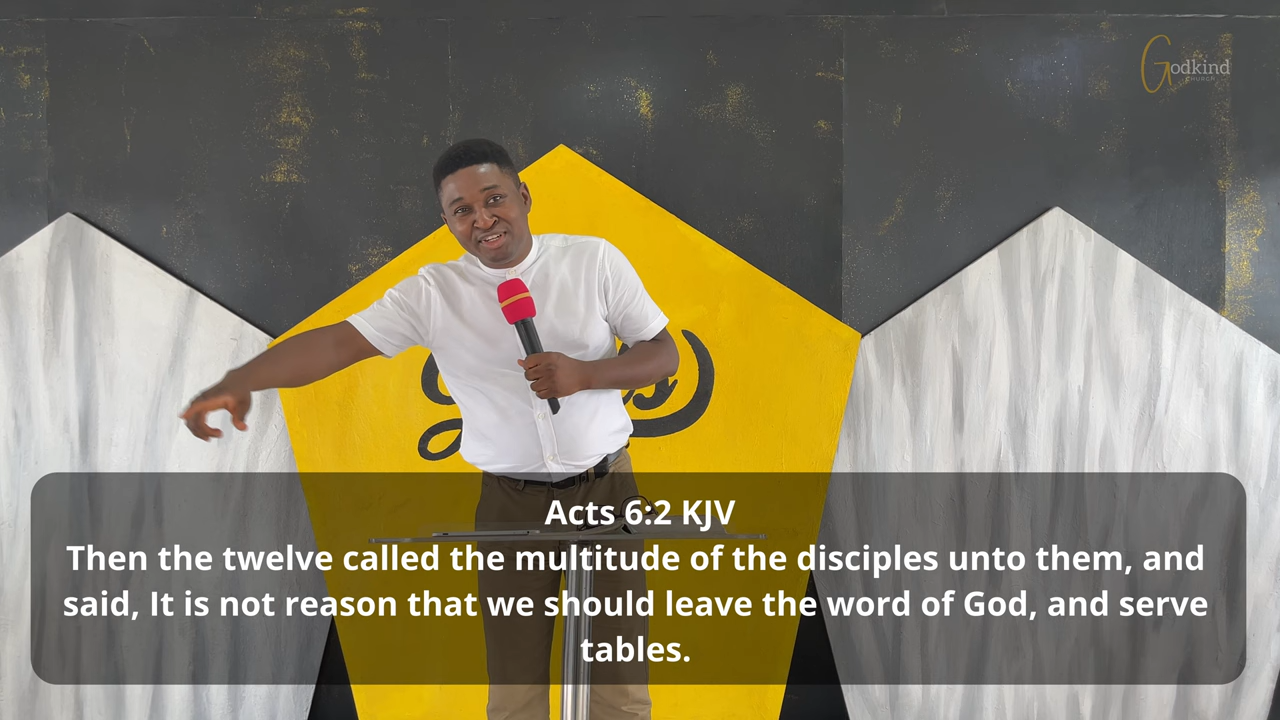 Godkind
CHURCH
Acts 6:2 KJV
Then the twelve called the multitude of the disciples unto them, and
said, It is not reason that we should leave the word of God, and serve
tables.